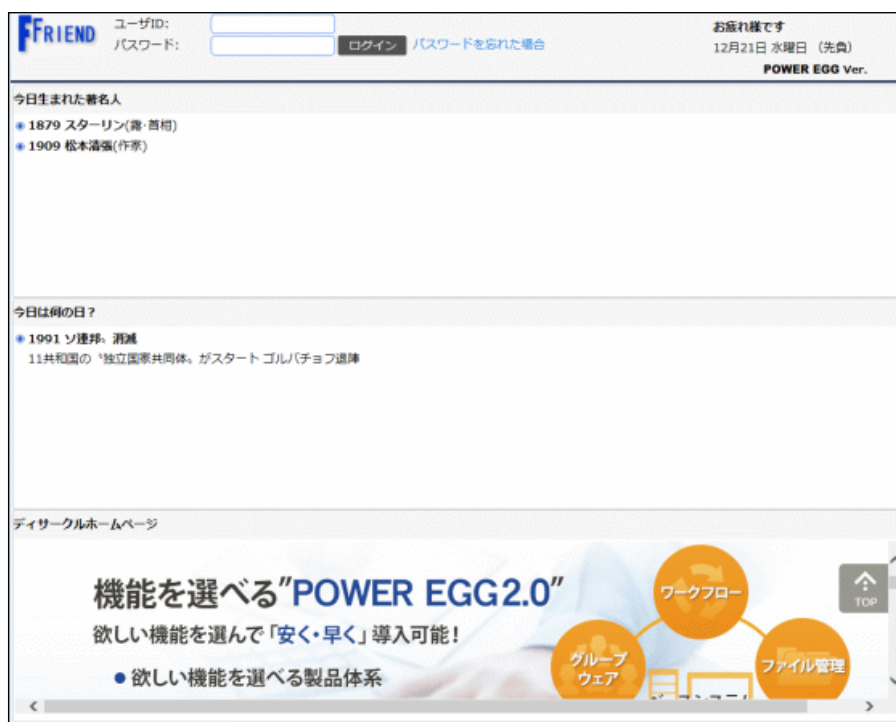 FFRIEND
ユーザID:
パスワード:
ログイン
パスワードを忘れた場合
お疲れ様です
12月21日 水曜日 （先負）
POWER EGG Ver.
今日生まれた著名人
1879 スターリン(露･首相)
1909 松本清張(作家)
今日は何の日？
1991 ソ連邦〟消滅
11共和国の〝独立国家共同体〟がスタート ゴルバチョフ退陣
ディサークルホームページ
機能を選べる"POWER EGG2.0"
欲しい機能を選んで「安く・早く」導入可能！
●欲しい機能を選べる製品体系
ワークフロー
グループ
ウェア
ファイル管理
TOP